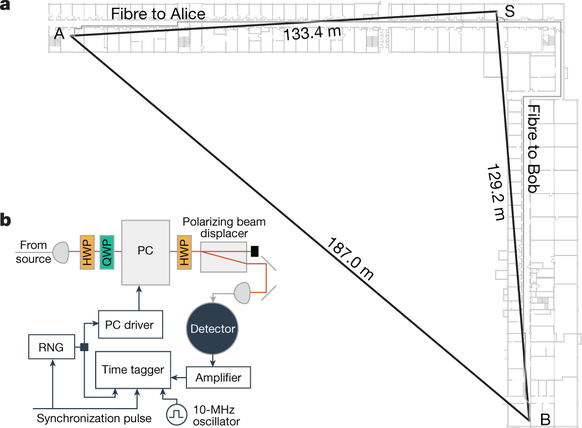 a
Fibre to Alice
S
A
133.4 m
Fibre to Bob
129.2 m
187.0 m
B
b
Polarizing beam
displacer
From
source
HWP
QWP
PC
HWP
PC driver
Detector
RNG
Time tagger
Amplifier
Synchronization pulse
10-MHz
oscillator